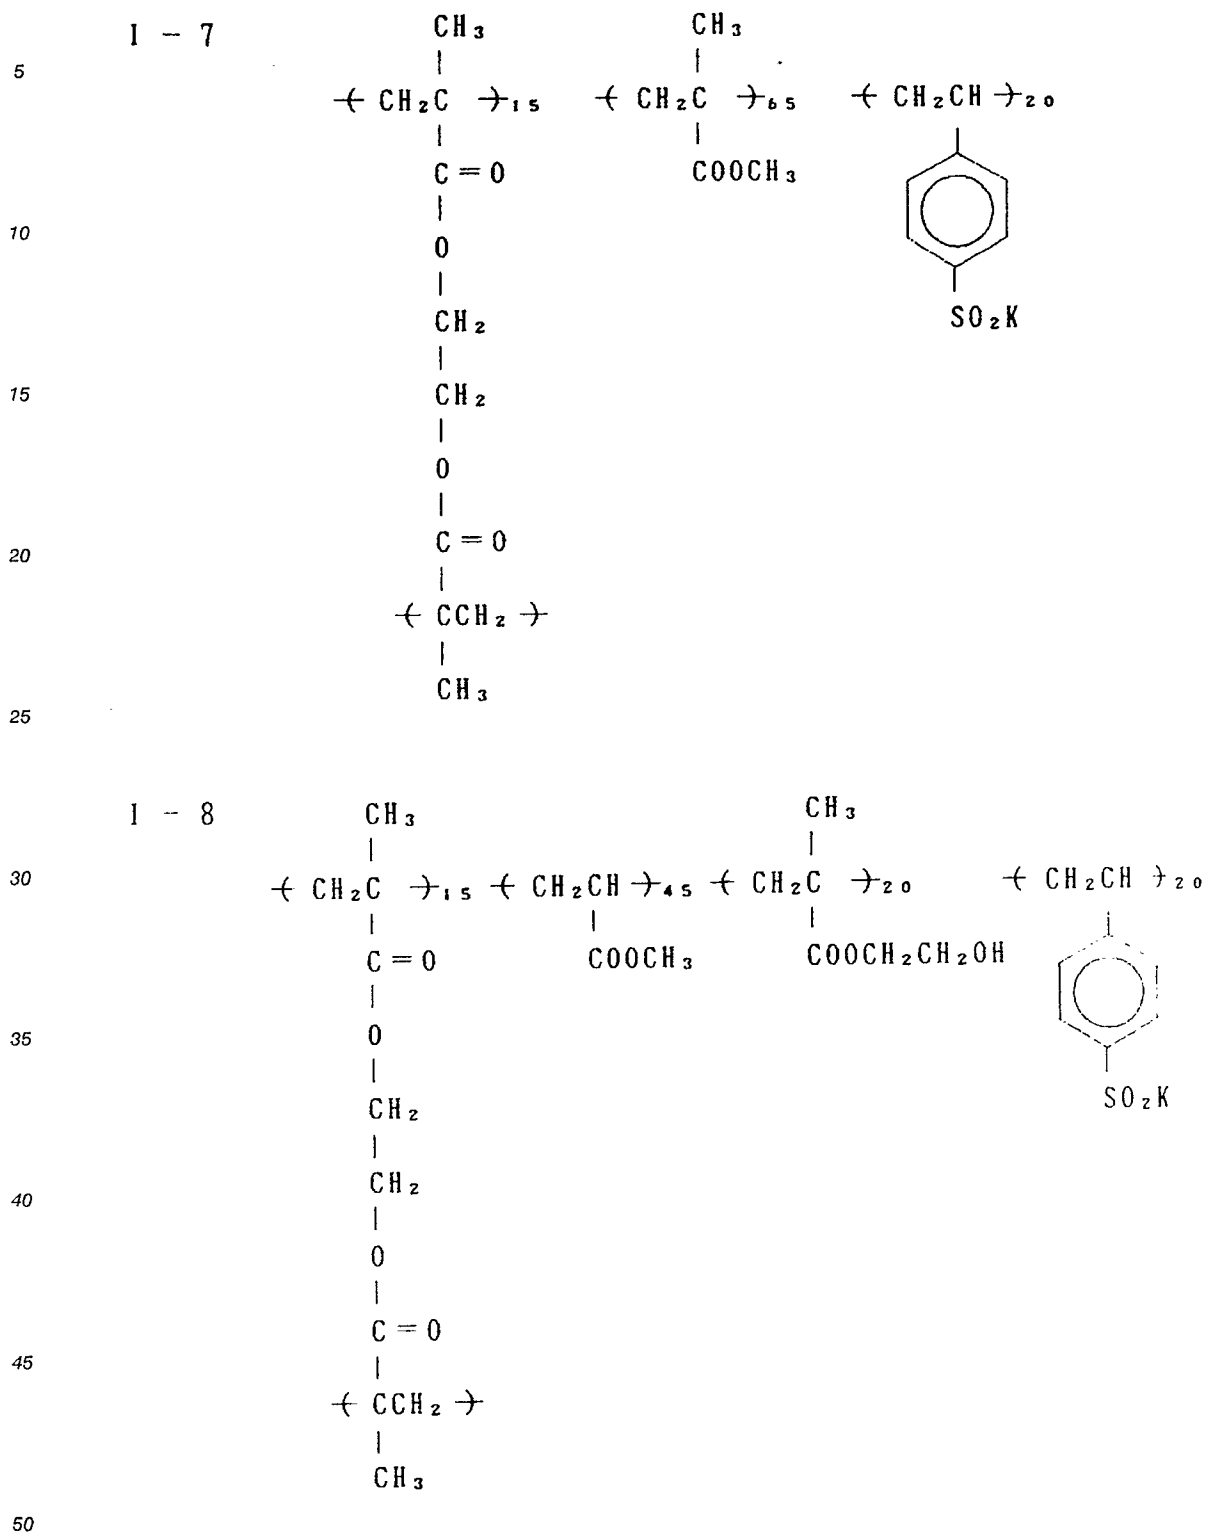 I - 7
CH₃
CH₃
5
-( CH₂C )-₁₅ -( CH₂C )-₆₅ -( CH₂CH )-₂₀
C=O
COOCH₃
10
O
CH₂
SO₂K
15
CH₂
O
20
C=O
-( CCH₂ )-
CH₃
25
I - 8
CH₃
CH₃
30
-( CH₂C )-₁₅ -( CH₂CH )-₄₅ -( CH₂C )-₂₀ -( CH₂CH )-₂₀
C=O
COOCH₃
COOCH₂CH₂OH
35
O
CH₂
SO₂K
40
CH₂
O
C=O
45
-( CCH₂ )-
CH₃
50